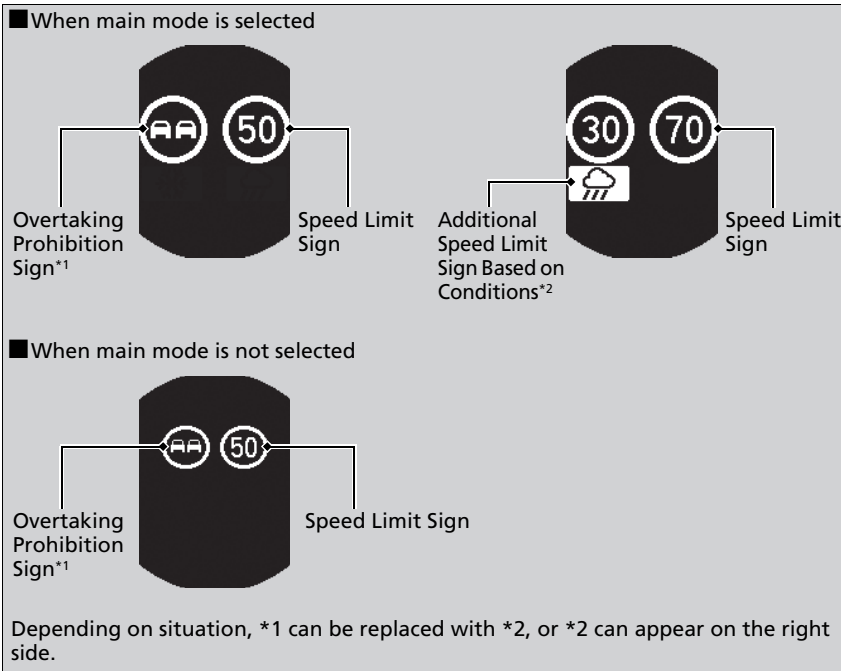 ■When main mode is selected
50
30
70
Overtaking
Prohibition
Sign*1
Speed Limit
Sign
Additional
Speed Limit
Sign Based on
Conditions*2
Speed Limit
Sign
■When main mode is not selected
50
Overtaking
Prohibition
Sign*1
Speed Limit Sign
Depending on situation, *1 can be replaced with *2, or *2 can appear on the right
side.